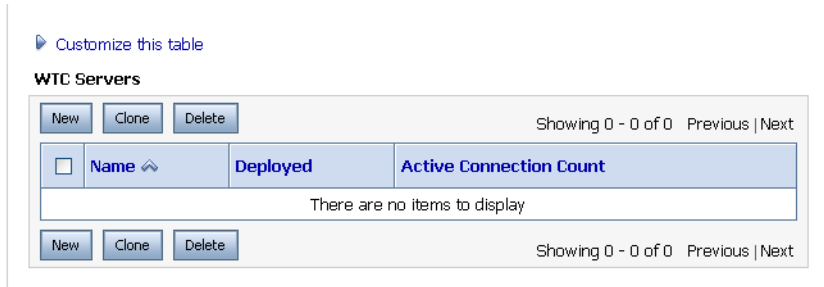 Customize this table
WTC Servers
New Clone Delete Showing 0 - 0 of 0 Previous | Next
Name Deployed Active Connection Count
There are no items to display
New Clone Delete Showing 0 - 0 of 0 Previous | Next